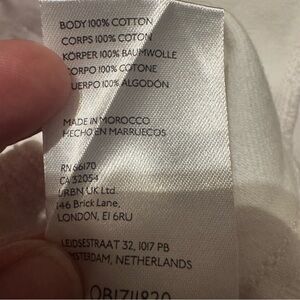 BODY 100% COTTON
CORPS 100% COTON
KÖRPER 100% BAUMWOLLE
CORPO 100% COTONE
CUERPO 100% ALGODÓN
MADE IN MOROCCO
HECHO EN MARRUECOS
RN 66170
CA 32054
URBN UK Ltd
146 Brick Lane,
LONDON, E1 6RU
LEIDSESTRAAT 32, 1017 PB
AMSTERDAM, NETHERLANDS